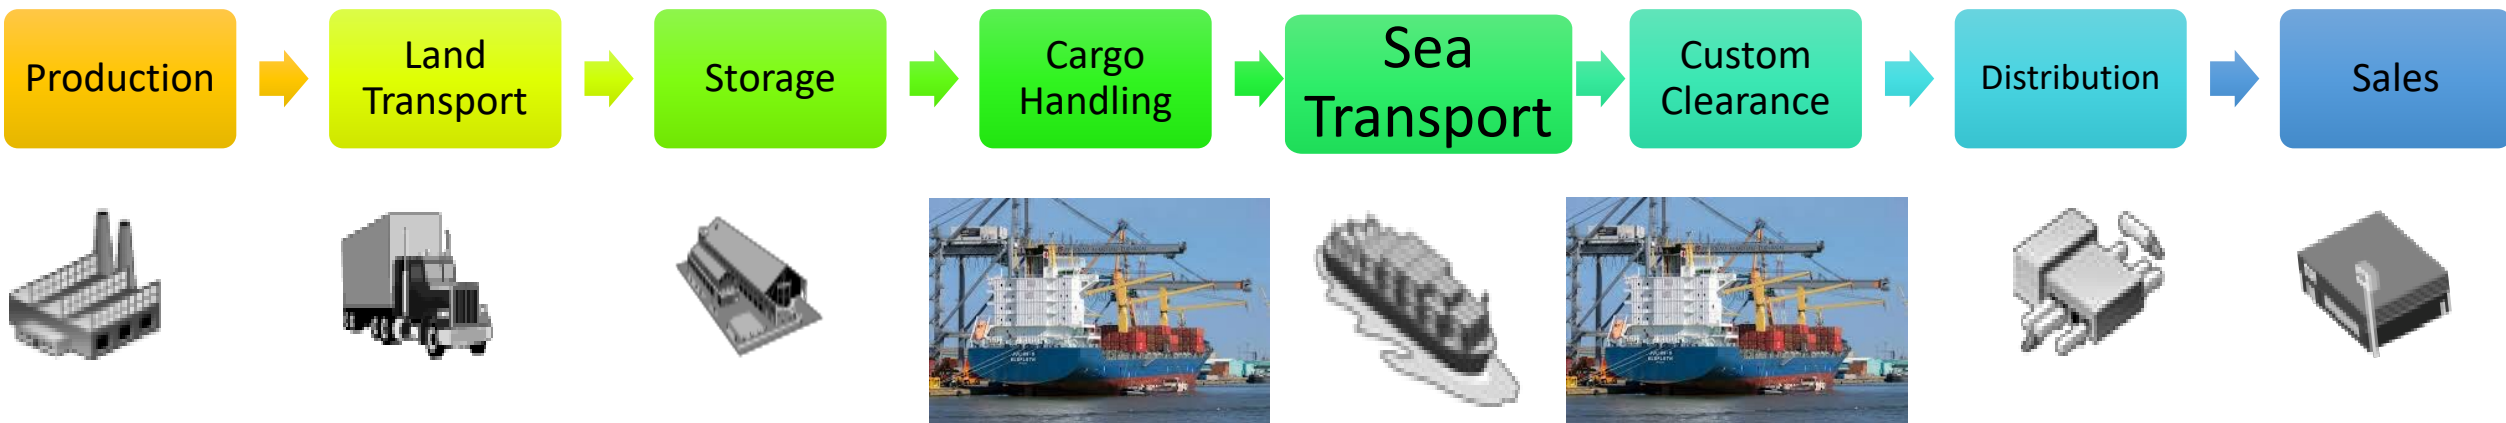 Production
Land
Transport
Storage
Cargo
Handling
Sea
Transport
Custom
Clearance
Distribution
Sales